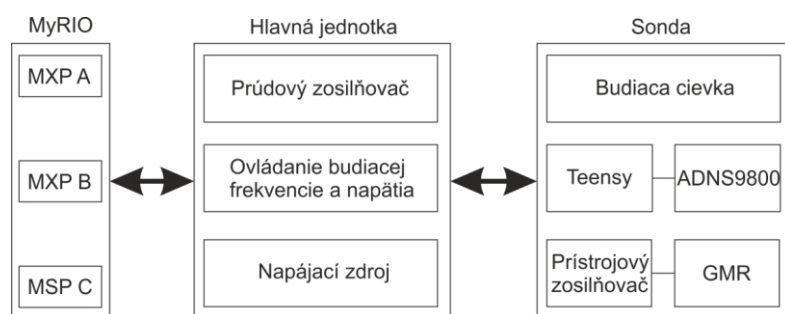 MyRIO
MXP A
MXP B
MSP C
Hlavná jednotka
Prúdový zosilňovač
Ovládanie budiacej
frekvencie a napätia
Napájací zdroj
Sonda
Budiaca cievka
Teensy
ADNS9800
Prístrojový
zosilňovač
GMR